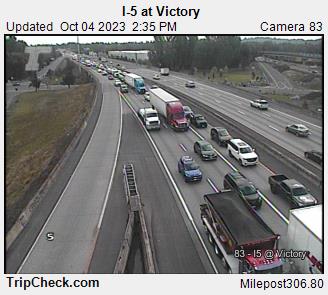 I-5 at Victory
Updated Oct 04 2023 2:35 PM Camera 83
S
83 - I5 @ Victory
TripCheck.com Milepost306.80